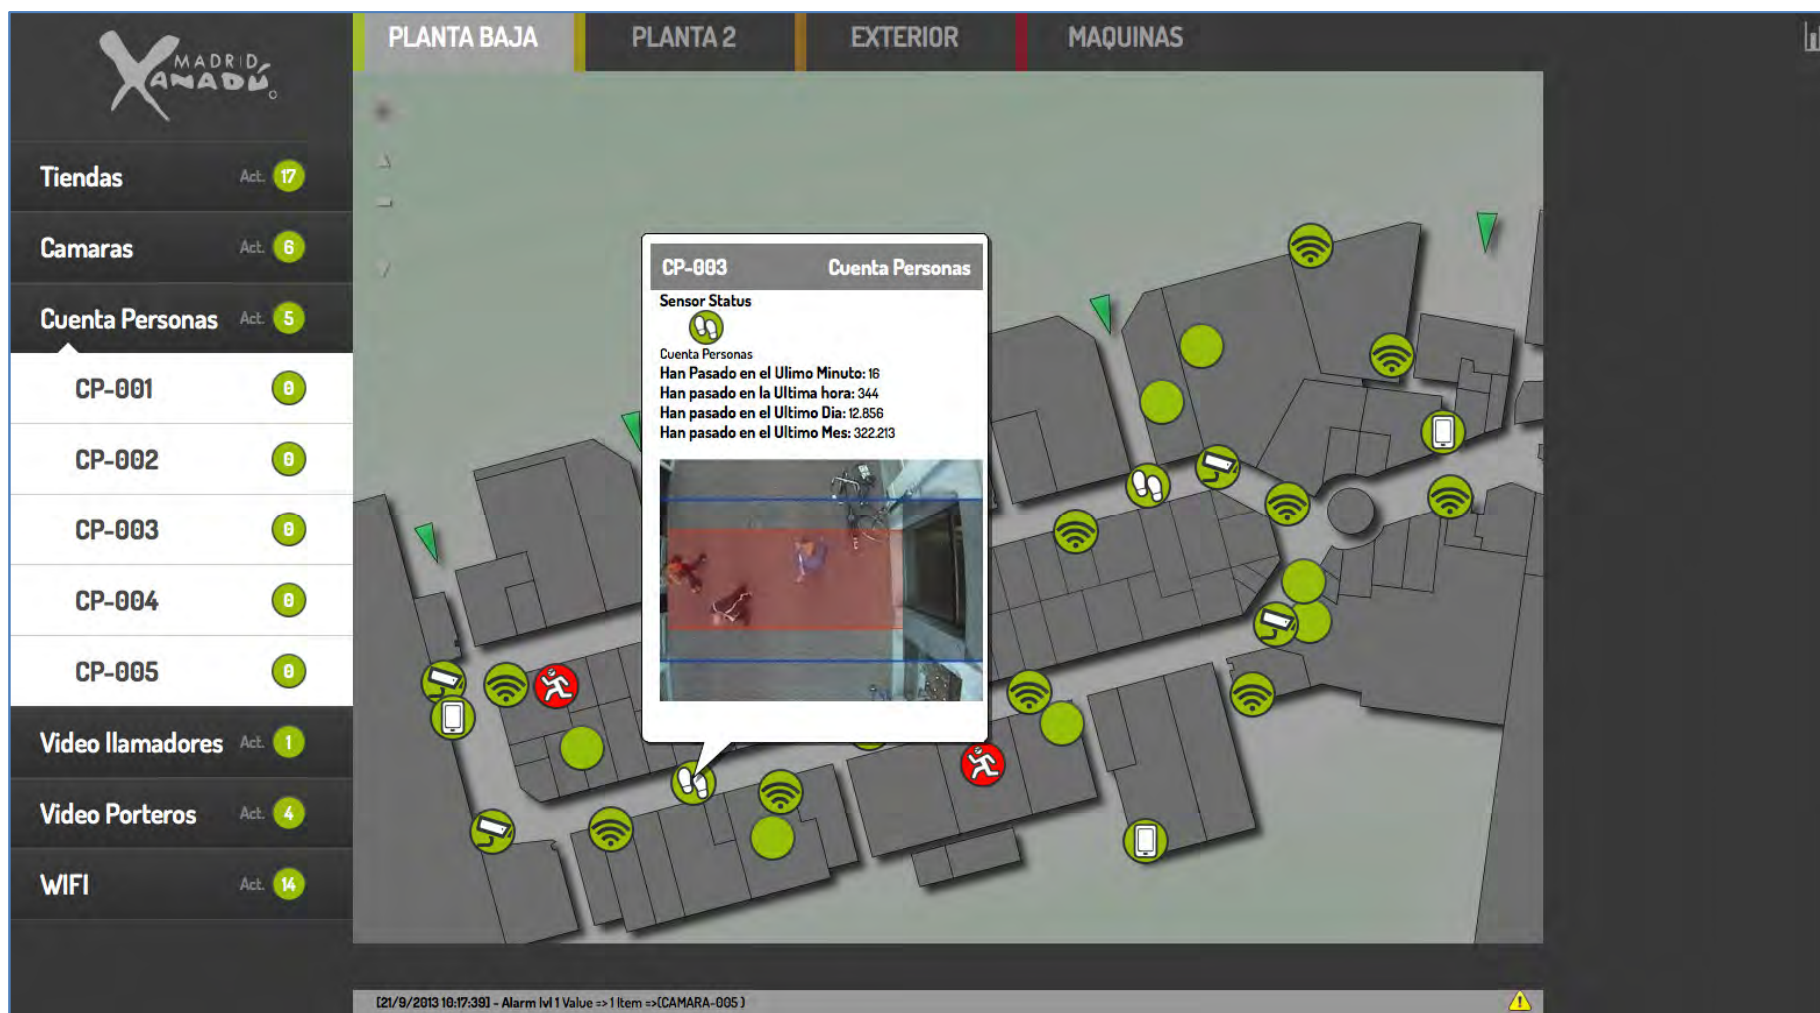 MADRID
XANADÚ
PLANTA BAJA
PLANTA 2
EXTERIOR
MAQUINAS
Tiendas Act. 17
Camaras Act. 6
Cuenta Personas Act. 5
CP-001 0
CP-002 0
CP-003 0
CP-004 0
CP-005 0
Video llamadores Act. 1
Video Porteros Act. 4
WIFI Act. 14
CP-003 Cuenta Personas
Sensor Status
Cuenta Personas
Han Pasado en el Ulimo Minuto: 16
Han pasado en la Ultima hora: 344
Han pasado en el Ultimo Dia: 12.856
Han pasado en el Ultimo Mes: 322.213
[21/9/2013 10:17:39] - Alarm lvl 1 Value => 1 Item =>(CAMARA-005 )